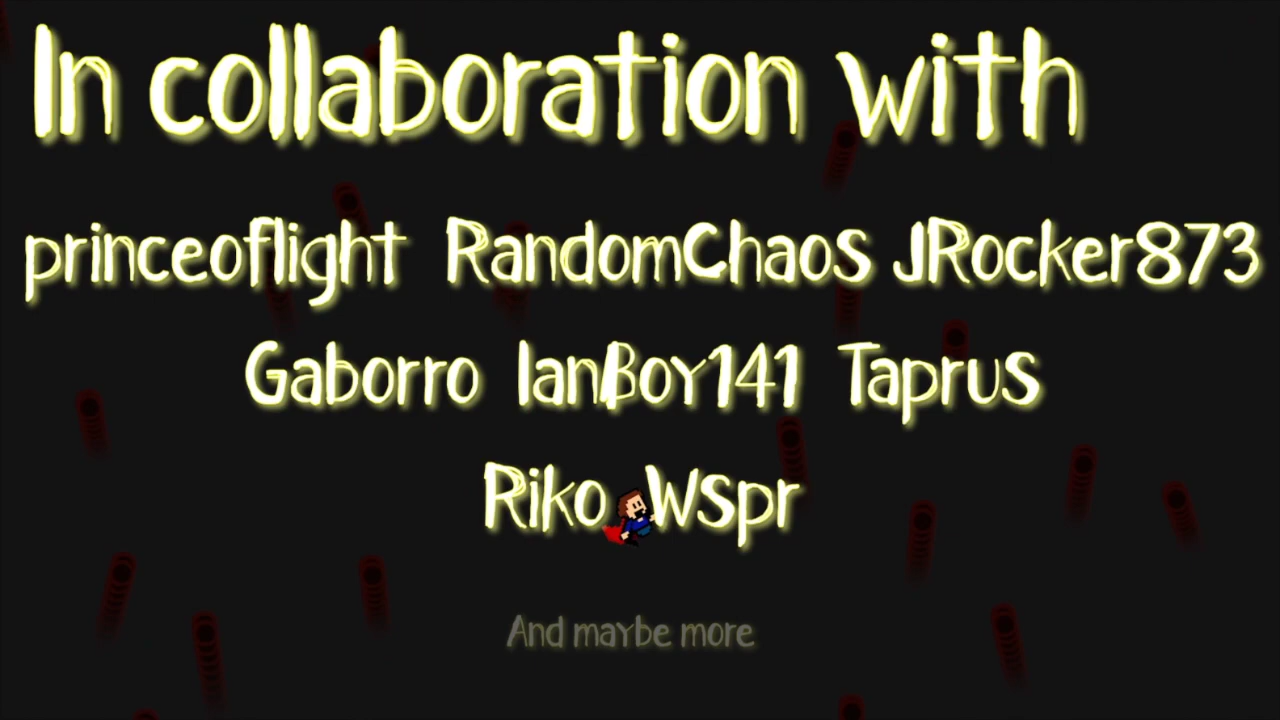 In collaboration with
princeoflight RandomChaos JRocker873
Gaborro IanBoy141 Taprus
Riko Wspr
And maybe more